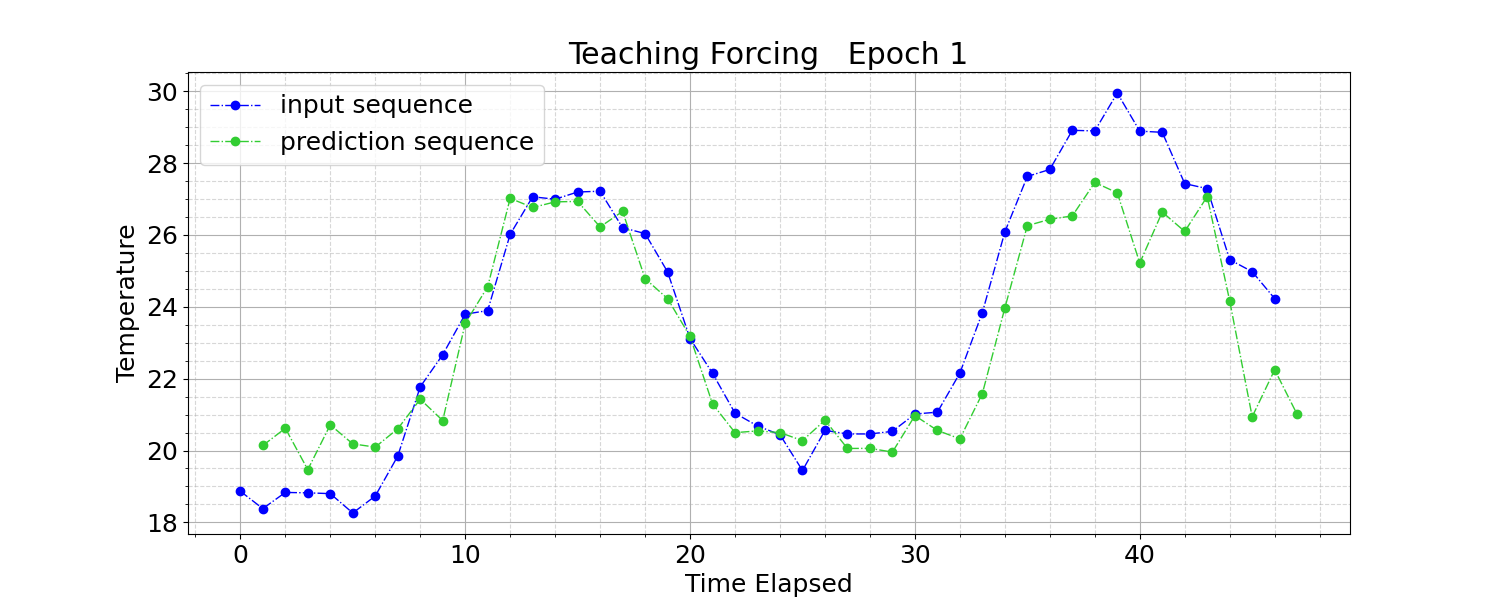 Teaching Forcing   Epoch 1
input sequence
prediction sequence
30
28
26
24
22
20
18
Temperature
0 10 20 30 40
Time Elapsed